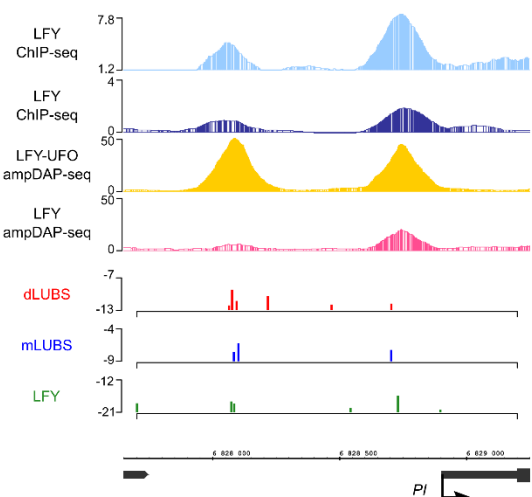 7.8
LFY
ChIP-seq
1.2
4
LFY
ChIP-seq
0
50
LFY-UFO
ampDAP-seq
0
50
LFY
ampDAP-seq
0
-7
dLUBS
-13
-4
mLUBS
-9
-12
LFY
-21
6 828 000 6 828 500 6 829 000
PI